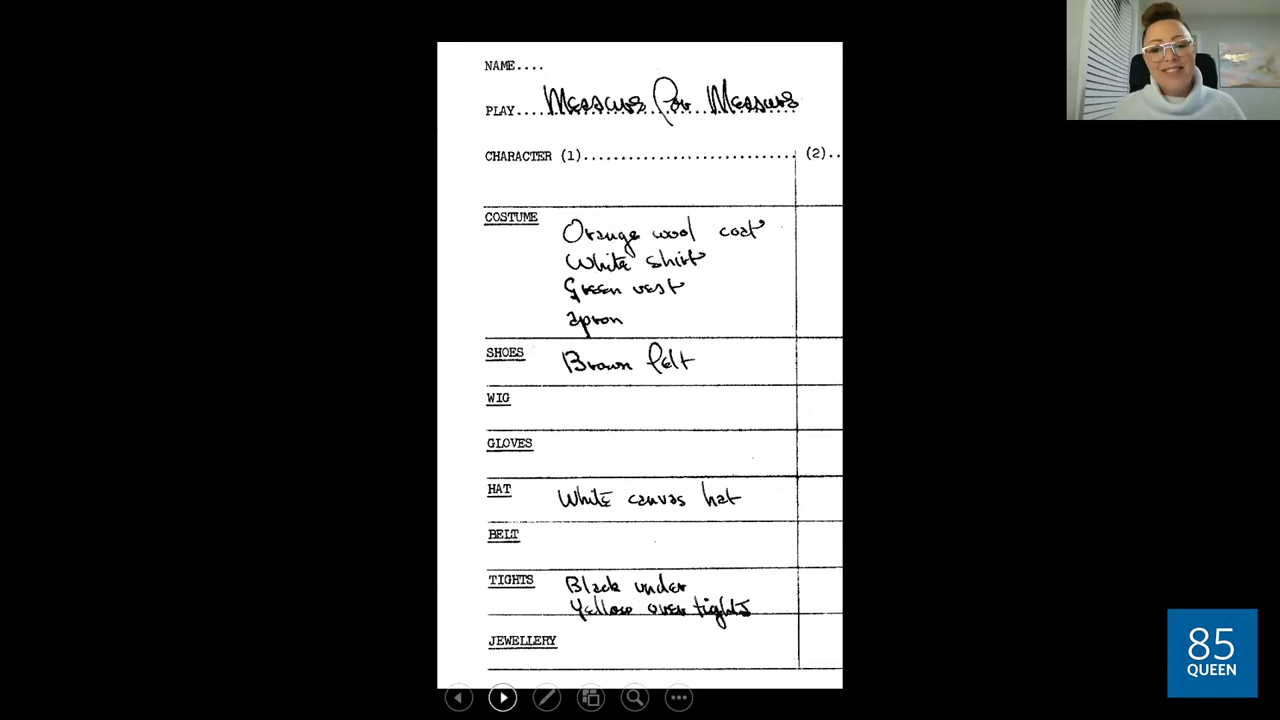 NAME....
PLAY....Measure for Measure
CHARACTER (1)............................ (2)..
COSTUME
Orange wool coat
White shirt
Green vest
apron
SHOES Brown felt
WIG
GLOVES
HAT White canvas hat
BELT
TIGHTS Black under
Yellow over tights
JEWELLERY
85
QUEEN